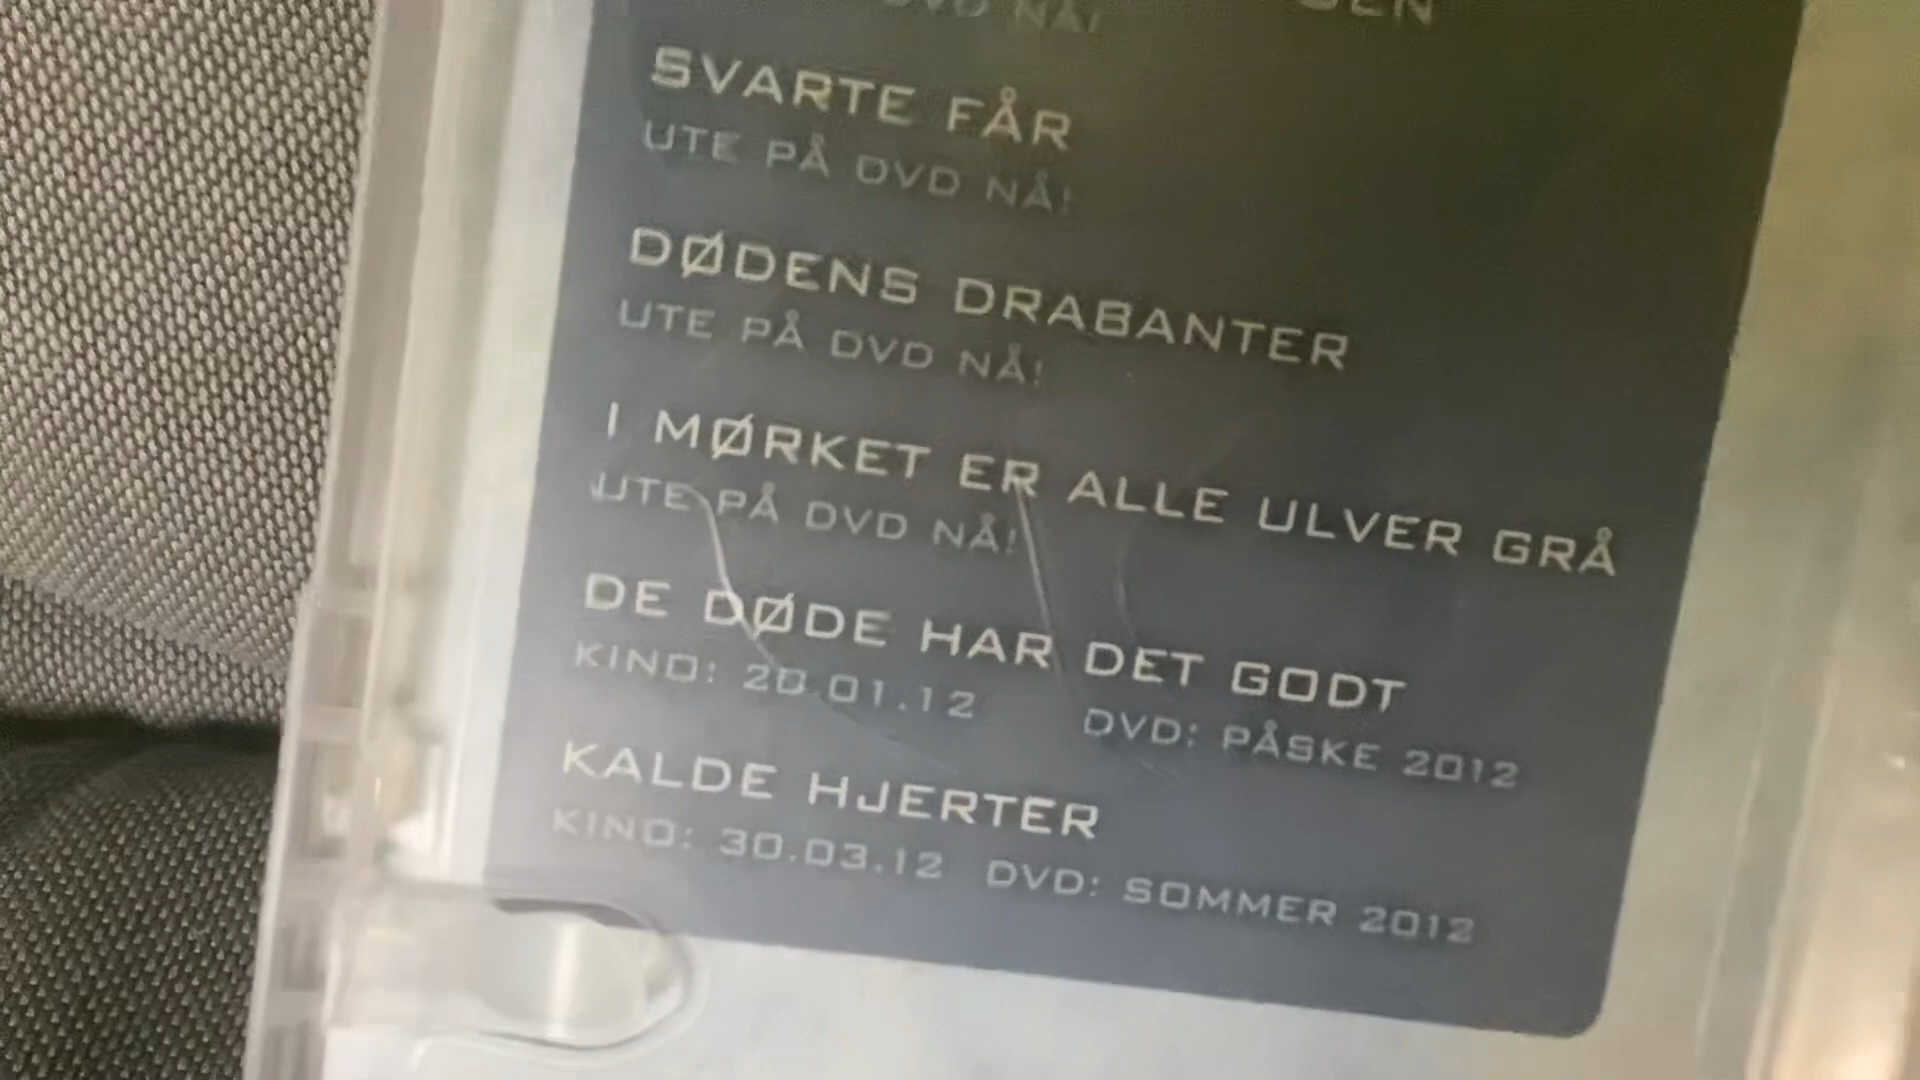 DVD NÅ!
SVARTE FÅR
UTE PÅ DVD NÅ!
DØDENS DRABANTER
UTE PÅ DVD NÅ!
I MØRKET ER ALLE ULVER GRÅ
UTE PÅ DVD NÅ!
DE DØDE HAR DET GODT
KINO: 20.01.12 DVD: PÅSKE 2012
KALDE HJERTER
KINO: 30.03.12 DVD: SOMMER 2012